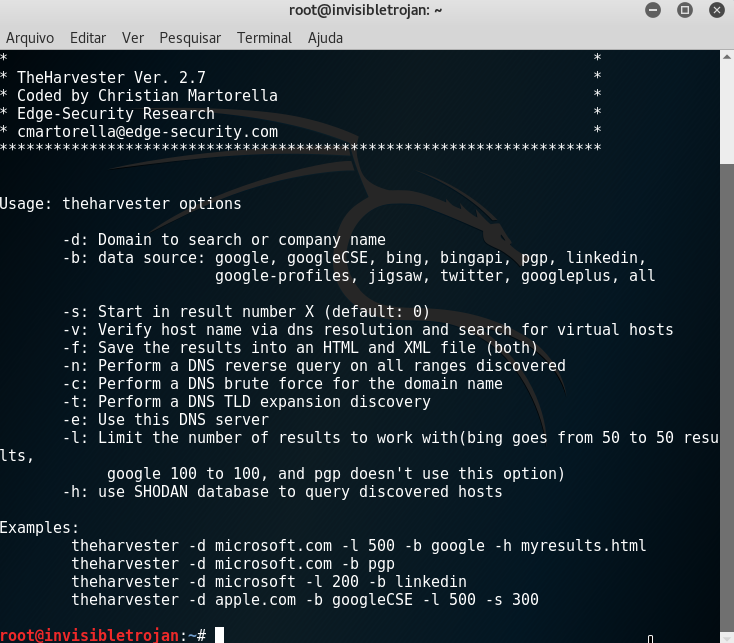 root@invisibletrojan: ~
Arquivo Editar Ver Pesquisar Terminal Ajuda
* *
* TheHarvester Ver. 2.7 *
* Coded by Christian Martorella *
* Edge-Security Research *
* cmartorella@edge-security.com *
*******************************************************************
Usage: theharvester options
-d: Domain to search or company name
-b: data source: google, googleCSE, bing, bingapi, pgp, linkedin,
google-profiles, jigsaw, twitter, googleplus, all
-s: Start in result number X (default: 0)
-v: Verify host name via dns resolution and search for virtual hosts
-f: Save the results into an HTML and XML file (both)
-n: Perform a DNS reverse query on all ranges discovered
-c: Perform a DNS brute force for the domain name
-t: Perform a DNS TLD expansion discovery
-e: Use this DNS server
-l: Limit the number of results to work with(bing goes from 50 to 50 resu
lts,
google 100 to 100, and pgp doesn't use this option)
-h: use SHODAN database to query discovered hosts
Examples:
theharvester -d microsoft.com -l 500 -b google -h myresults.html
theharvester -d microsoft.com -b pgp
theharvester -d microsoft -l 200 -b linkedin
theharvester -d apple.com -b googleCSE -l 500 -s 300
root@invisibletrojan:~#